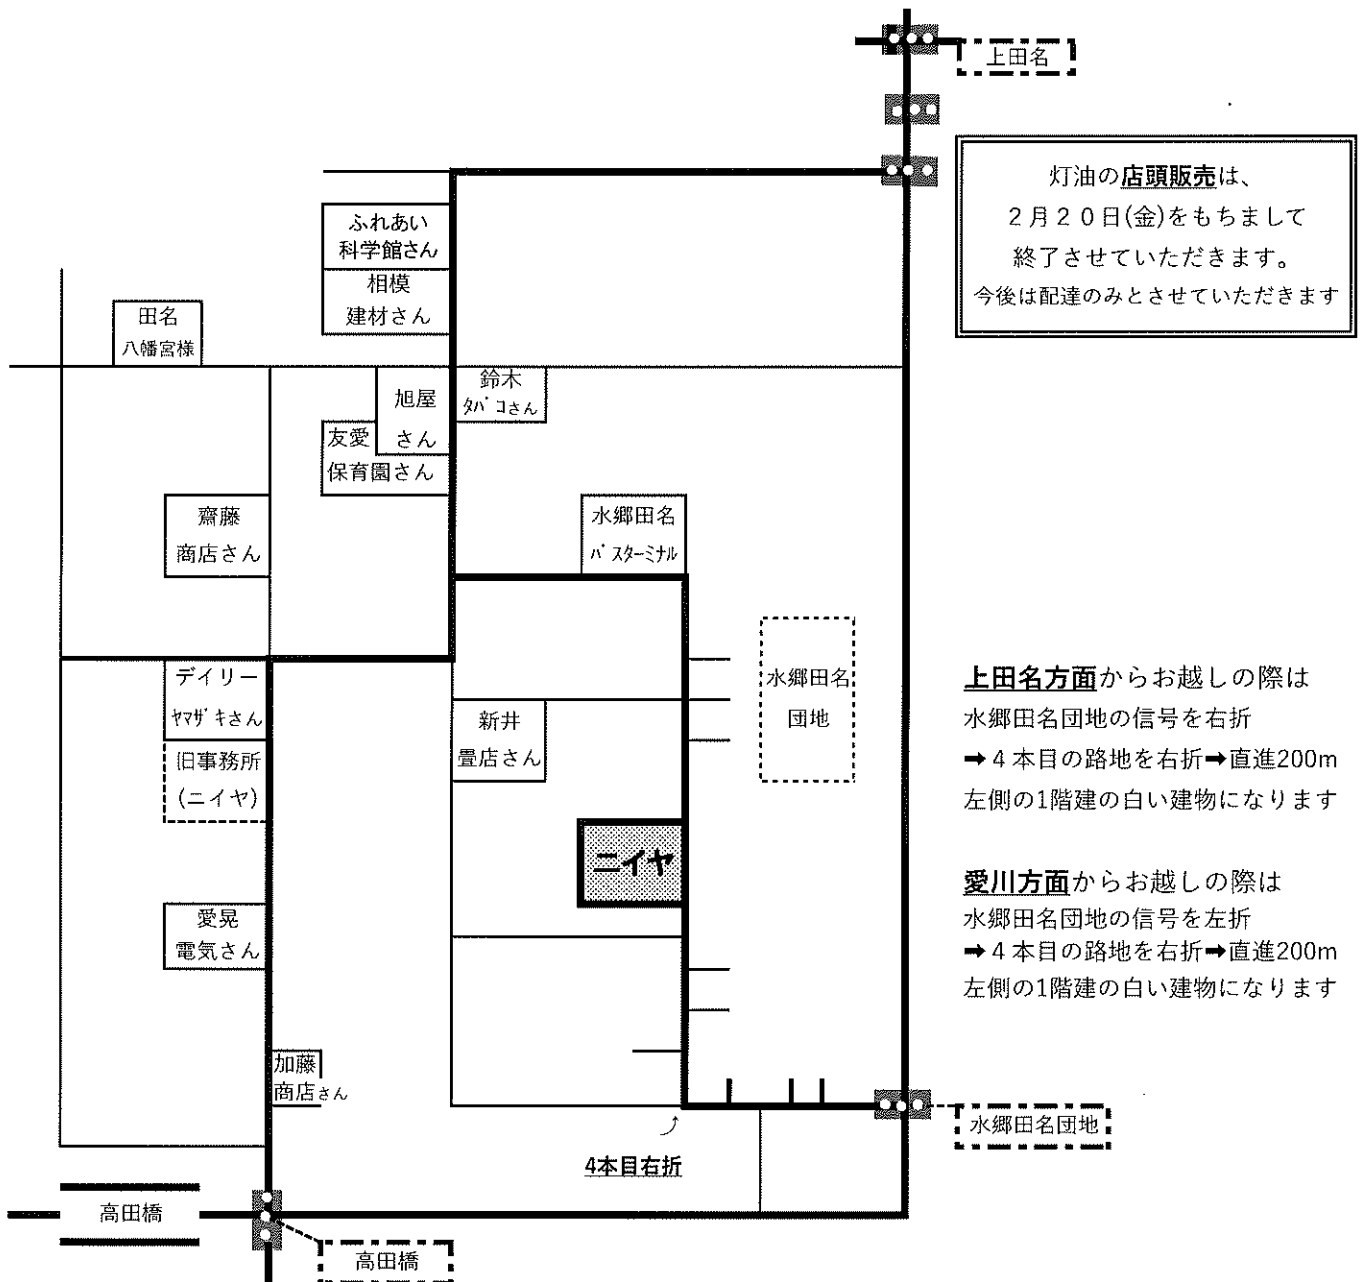 上田名
灯油の店頭販売は、
2月20日(金)をもちまして
終了させていただきます。
今後は配達のみとさせていただきます
ふれあい
科学館さん
相模
建材さん
田名
八幡宮様
旭屋
さん
鈴木
ﾀﾊﾞｺさん
友愛
保育園さん
齋藤
商店さん
水郷田名
ﾊﾞｽﾀｰﾐﾅﾙ
デイリー
ﾔﾏｻﾞｷさん
旧事務所
(ニイヤ)
新井
畳店さん
水郷田名
団地
ニイヤ
愛晃
電気さん
加藤
商店さん
上田名方面からお越しの際は
水郷田名団地の信号を右折
➡４本目の路地を右折➡直進200m
左側の1階建の白い建物になります
愛川方面からお越しの際は
水郷田名団地の信号を左折
➡４本目の路地を右折➡直進200m
左側の1階建の白い建物になります
水郷田名団地
4本目右折
高田橋
高田橋